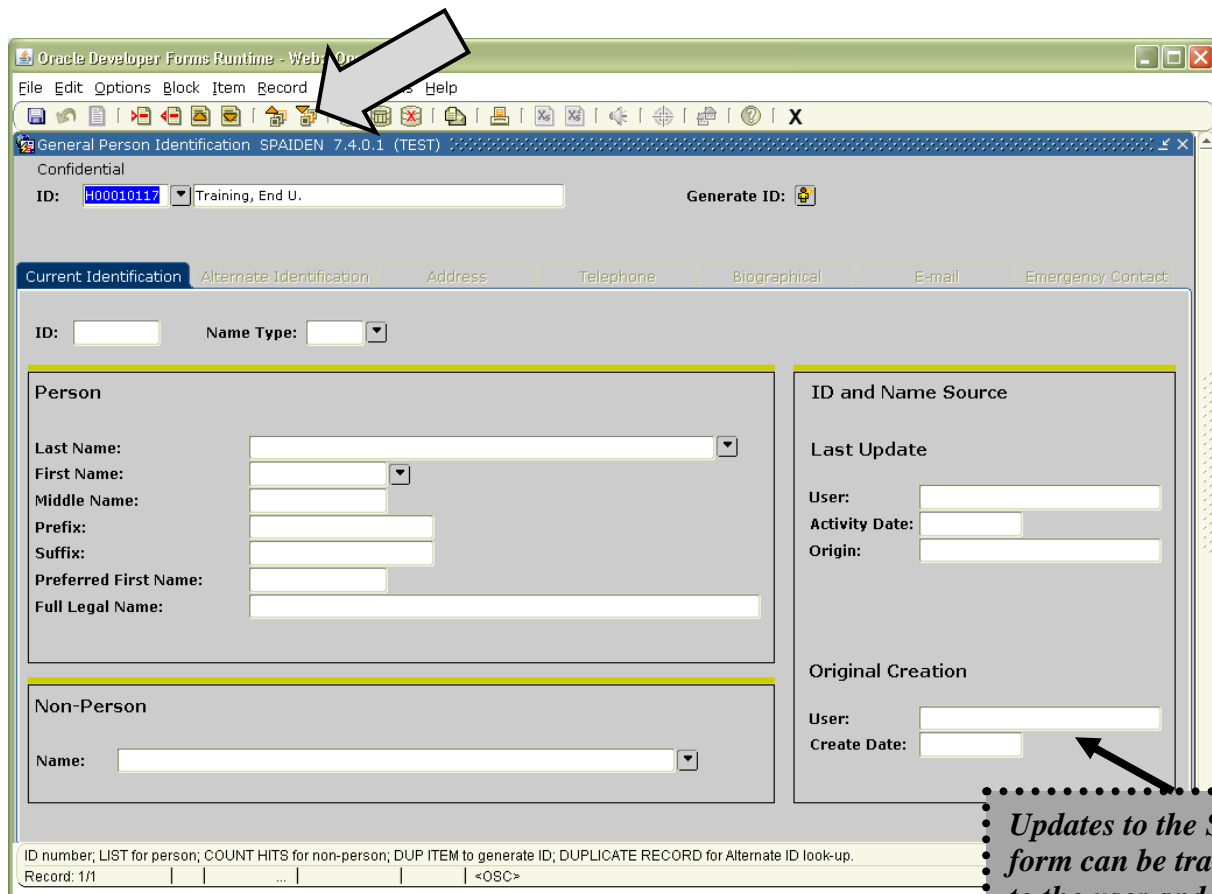 Oracle Developer Forms Runtime - Web
File Edit Options Block Item Record Help
X
General Person Identification SPAIDEN 7.4.0.1 (TEST)
Confidential
ID: H00010117 Training, End U. Generate ID:
Current Identification Alternate Identification Address Telephone Biographical E-mail Emergency Contact
ID: Name Type:
Person
Last Name:
First Name:
Middle Name:
Prefix:
Suffix:
Preferred First Name:
Full Legal Name:
Non-Person
Name:
ID and Name Source
Last Update
User:
Activity Date:
Origin:
Original Creation
User:
Create Date:
Updates to the
form can be
to the user and
ID number; LIST for person; COUNT HITS for non-person; DUP ITEM to generate ID; DUPLICATE RECORD for Alternate ID look-up.
Record: 1/1 ... <OSC>